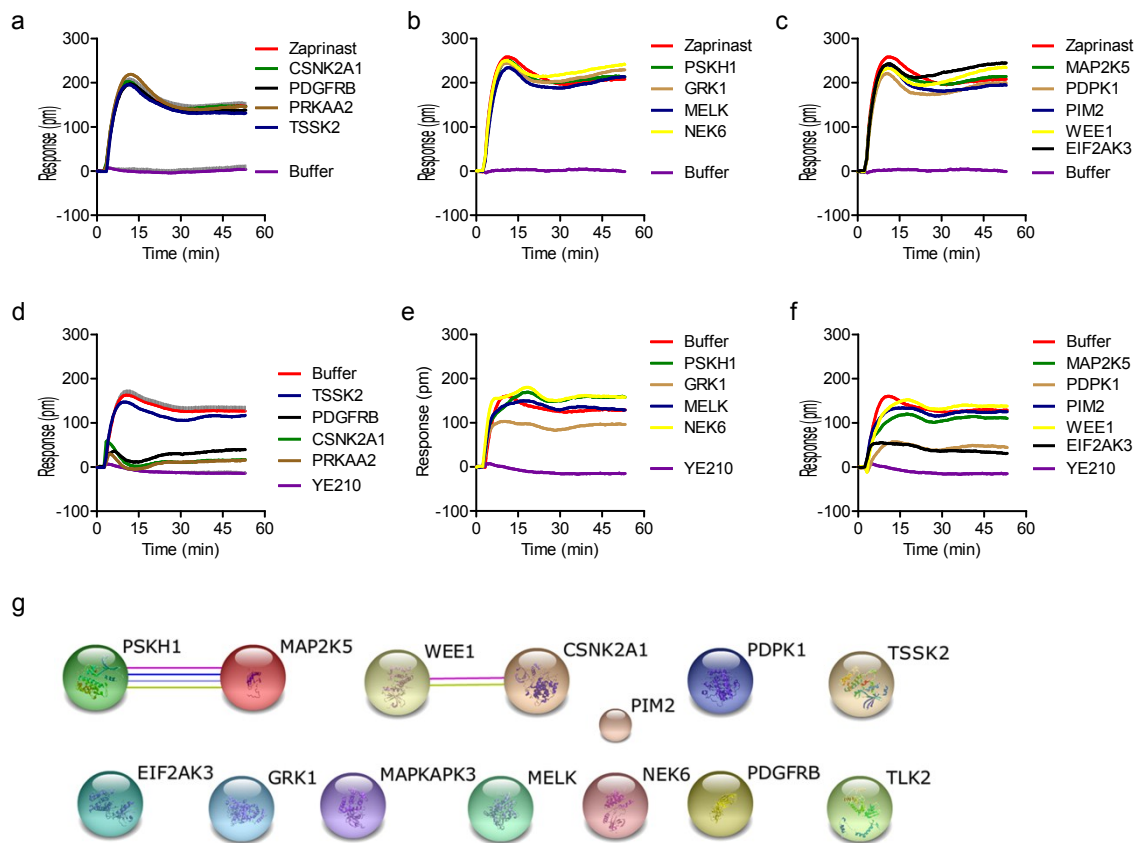 a
300
200
100
0
-100
Response (pm)
0 15 30 45 60
Time (min)
Zaprinast
CSNK2A1
PDGFRB
PRKAA2
TSSK2
Buffer
b
300
200
100
0
-100
Response (pm)
0 15 30 45 60
Time (min)
Zaprinast
PSKH1
GRK1
MELK
NEK6
Buffer
c
300
200
100
0
-100
Response (pm)
0 15 30 45 60
Time (min)
Zaprinast
MAP2K5
PDPK1
PIM2
WEE1
EIF2AK3
Buffer
d
300
200
100
0
-100
Response (pm)
0 15 30 45 60
Time (min)
Buffer
TSSK2
PDGFRB
CSNK2A1
PRKAA2
YE210
e
300
200
100
0
-100
Response (pm)
0 15 30 45 60
Time (min)
Buffer
PSKH1
GRK1
MELK
NEK6
YE210
f
300
200
100
0
-100
Response (pm)
0 15 30 45 60
Time (min)
Buffer
MAP2K5
PDPK1
PIM2
WEE1
EIF2AK3
YE210
g
PSKH1 MAP2K5 WEE1 CSNK2A1 PDPK1 TSSK2
PIM2
EIF2AK3 GRK1 MAPKAPK3 MELK NEK6 PDGFRB TLK2